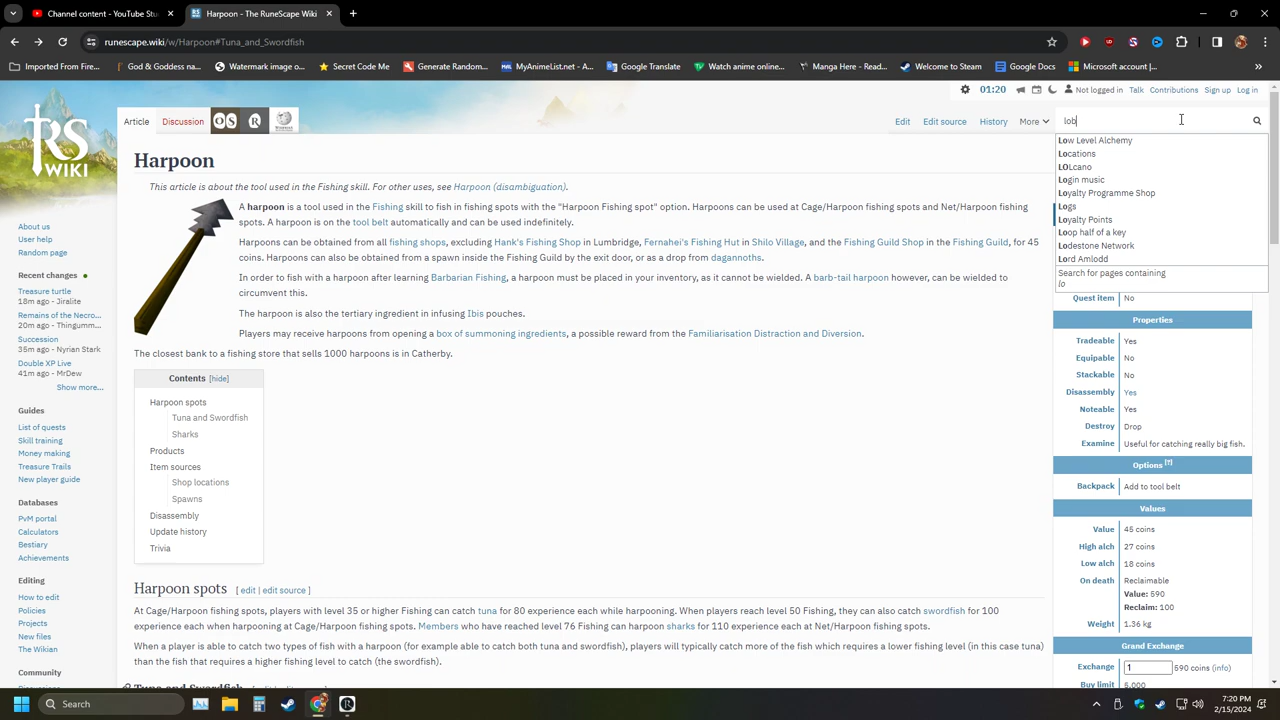 Channel content - YouTube Stu
Harpoon - The RuneScape Wiki
runescape.wiki/w/Harpoon#Tuna_and_Swordfish
Imported From IE
God & Goddess na...
Watermark image o...
Secret Code Me
Generate Random...
MyAnimeList.net - A...
Google Translate
Watch anime online...
Manga Here - Read...
Welcome to Steam
Google Docs
Microsoft account |...
01:20
Not logged in Talk Contributions Sign up Log in
Article Discussion OS R
Edit Edit source History More
lob
RS
WIKI
About us
User help
Random page
Recent changes
Treasure turtle
18m ago - Jiralite
Remains of the Necro...
20m ago - Thingumm...
Succession
35m ago - Nyrian Stark
Double XP Live
41m ago - MrDew
Show more...
Guides
List of quests
Skill training
Money making
Treasure Trails
New player guide
Databases
PvM portal
Calculators
Bestiary
Achievements
Editing
How to edit
Policies
Projects
New files
The Wikian
Community
Discussions
Harpoon
This article is about the tool used in the Fishing skill. For other uses, see Harpoon (disambiguation).
A harpoon is a tool used in the Fishing skill to fish in fishing spots with the "Harpoon Fishing spot" option. Harpoons can be used at Cage/Harpoon fishing spots and Net/Harpoon fishing
spots. A harpoon is on the tool belt automatically and can be used indefinitely.
Harpoons can be obtained from all fishing shops, excluding Hank's Fishing Shop in Lumbridge, Fernahei's Fishing Hut in Shilo Village, and the Fishing Guild Shop in the Fishing Guild, for 45
coins. Harpoons can also be obtained from a spawn inside the Fishing Guild by the exit door, or as a drop from dagannoths.
In order to fish with a harpoon after learning Barbarian Fishing, a harpoon must be placed in your inventory, as it cannot be wielded. A barb-tail harpoon however, can be wielded to
circumvent this.
The harpoon is also the tertiary ingredient in infusing Ibis pouches.
Players may receive harpoons from opening a box of summoning ingredients, a possible reward from the Familiarisation Distraction and Diversion.
The closest bank to a fishing store that sells 1000 harpoons is in Catherby.
Contents [hide]
Harpoon spots
Tuna and Swordfish
Sharks
Products
Item sources
Shop locations
Spawns
Disassembly
Update history
Trivia
Harpoon spots [ edit | edit source ]
At Cage/Harpoon fishing spots, players with level 35 or higher Fishing can catch tuna for 80 experience each while harpooning. When players reach level 50 Fishing, they can also catch swordfish for 100
experience each when harpooning at Cage/Harpoon fishing spots. Members who have reached level 76 Fishing can harpoon sharks for 110 experience each at Net/Harpoon fishing spots.
When a player is able to catch two types of fish with a harpoon (for example able to catch both tuna and swordfish), players will typically catch more of the fish which requires a lower fishing level (in this case tuna)
than the fish that requires a higher fishing level to catch (the swordfish).
Tuna and Swordfish
Low Level Alchemy
Locations
LOLcano
Login music
Loyalty Programme Shop
Logs
Loyalty Points
Loop half of a key
Lodestone Network
Lord Amlodd
Search for pages containing
lo
Quest item No
Properties
Tradeable Yes
Equipable No
Stackable No
Disassembly Yes
Noteable Yes
Destroy Drop
Examine Useful for catching really big fish.
Options [?]
Backpack Add to tool belt
Values
Value 45 coins
High alch 27 coins
Low alch 18 coins
On death Reclaimable
Value: 590
Reclaim: 100
Weight 1.36 kg
Grand Exchange
Exchange 1 590 coins (info)
Buy limit 5,000
Search
7:20 PM
2/15/2024